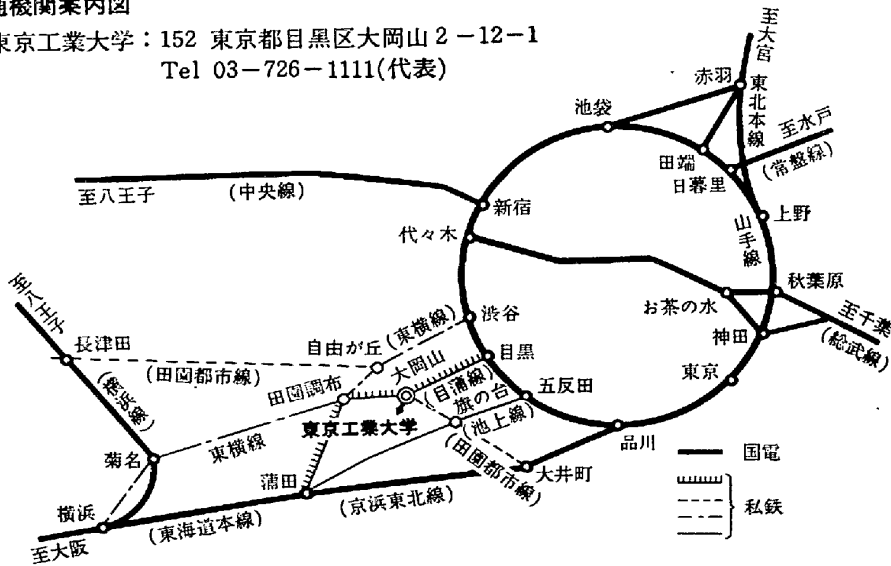 通機関案内図
東京工業大学：152 東京都目黒区大岡山2－12－1
Tel 03－726－1111(代表)
至大宮
赤羽
東北本線
池袋
至水戸
(常盤緑)
田端
日暮里
至八王子
(中央線)
新宿
上野
山手線
代々木
秋葉原
お茶の水
至千葉
(総武線)
神田
至八王子
長津田
(横浜線)
(田園都市線)
自由が丘
(東横線)
渋谷
大岡山
目黒
(目蒲線)
田園調布
東京工業大学
旗の台
(池上線)
五反田
東京
品川
東横線
(田園都市線)
大井町
菊名
蒲田
横浜
(東海道本線)
(京浜東北線)
至大阪
国電
私鉄